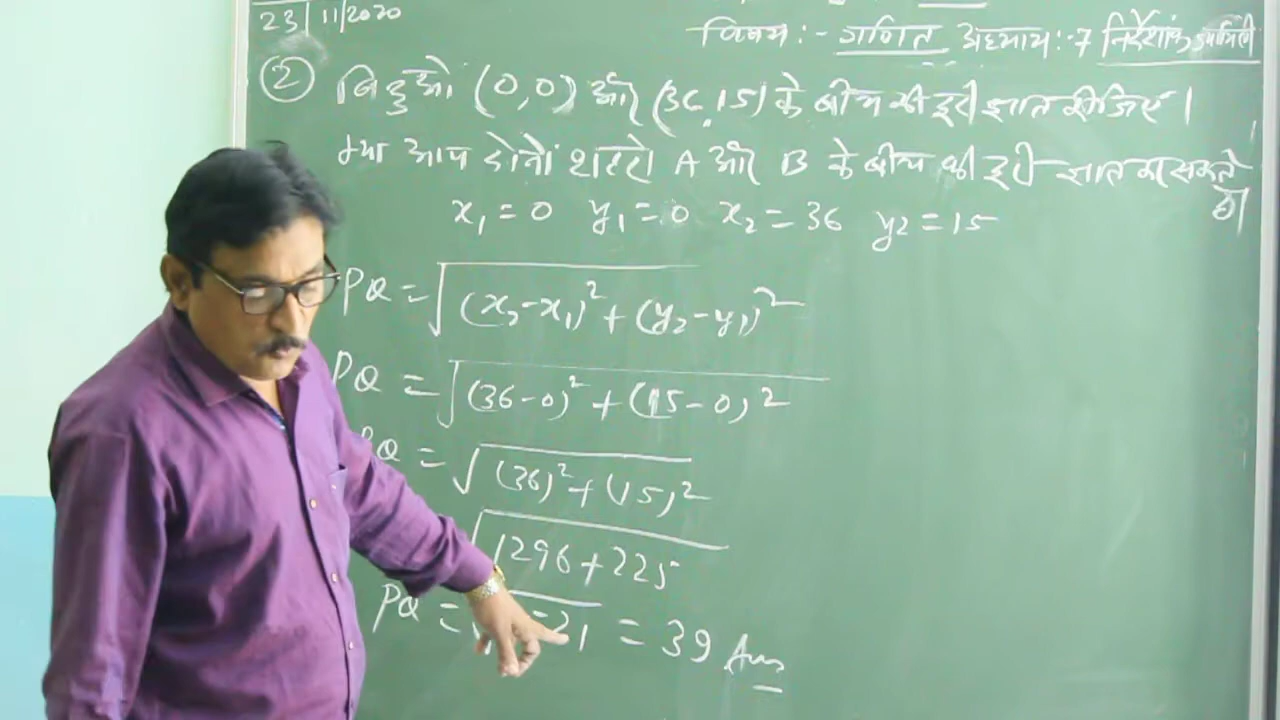 23/11/2020
विषय:- गणित अध्याय:-7 निर्देशांक ज्यामिती
② बिंदुओ (0,0) और (36,15) के बीच की दूरी ज्ञात कीजिए।
क्या आप दोनों शहरो A और B के बीच की दूरी ज्ञात कर सकते
है।
x₁ = 0 y₁ = 0 x₂ = 36 y₂ = 15
PQ = √(x₂-x₁)² + (y₂-y₁)²
PQ = √(36-0)² + (15-0)²
PQ = √(36)² + (15)²
√1296+225
PQ = 21 = 39 Ans